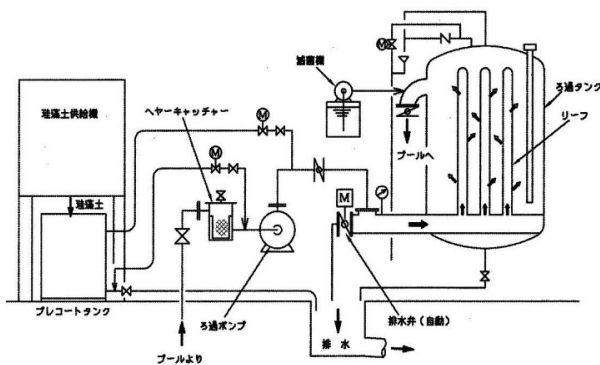 滅菌機
珪藻土供給機
ヘヤーキャッチャー
M
M
M
ろ過タンク
リーフ
プールへ
珪藻土
M
プレコートタンク
ろ過ポンプ
プールより
排水
排水弁(自動)